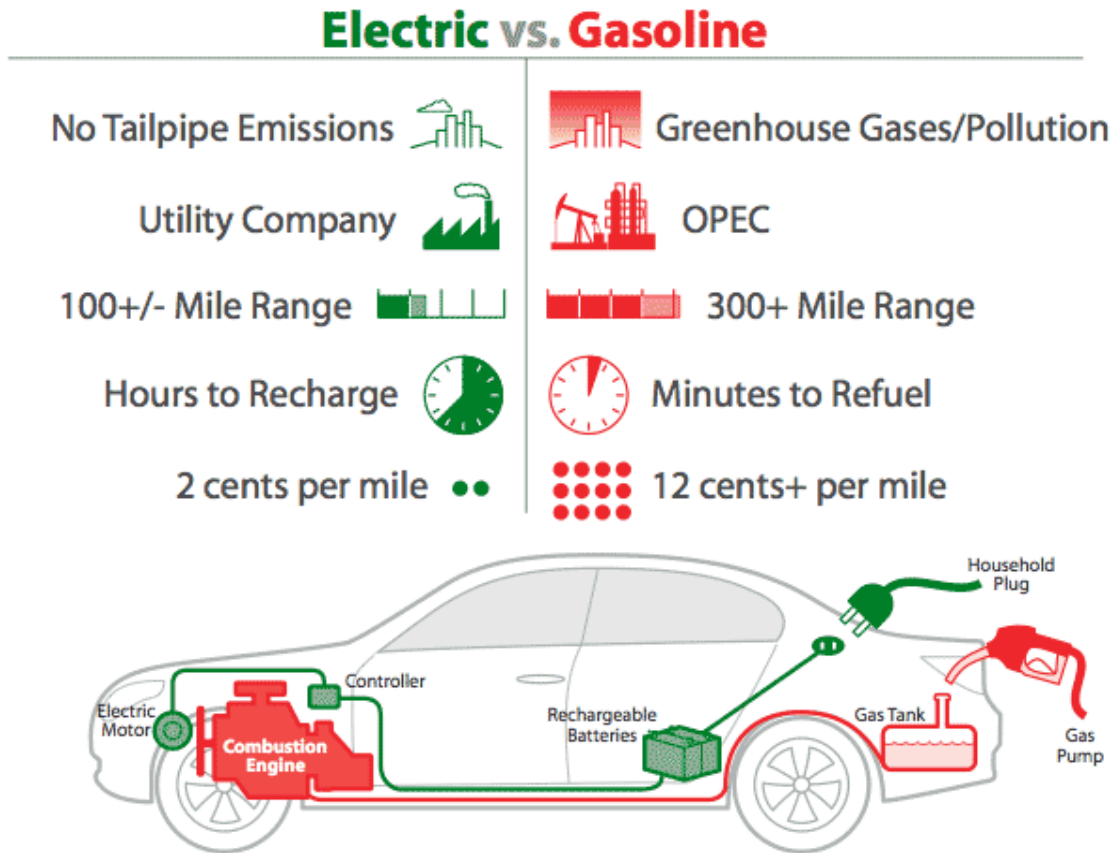 Electric vs. Gasoline
No Tailpipe Emissions
Greenhouse Gases/Pollution
Utility Company
OPEC
100+/- Mile Range
300+ Mile Range
Hours to Recharge
Minutes to Refuel
2 cents per mile
12 cents+ per mile
Household
Plug
Controller
Electric
Motor
Combustion
Engine
Rechargeable
Batteries
Gas Tank
Gas
Pump